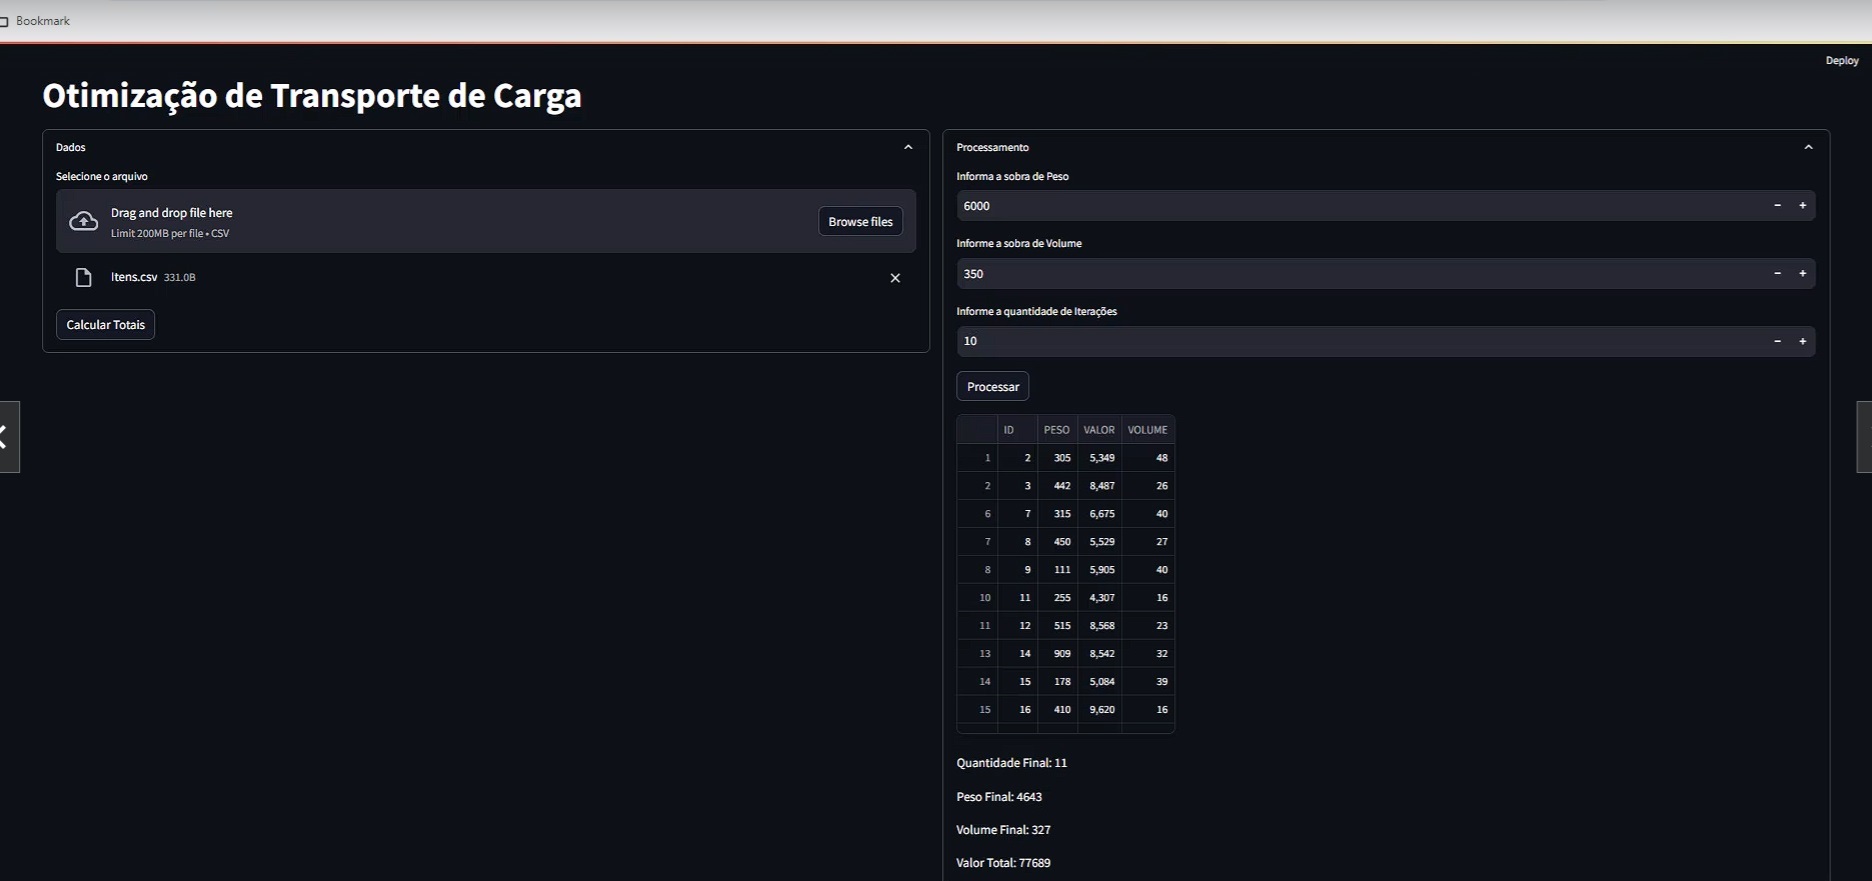 Bookmark
Deploy
Otimização de Transporte de Carga
Dados
Selecione o arquivo
Drag and drop file here
Limit 200MB per file • CSV
Browse files
Itens.csv 331.0B
Calcular Totais
Processamento
Informa a sobra de Peso
6000
Informe a sobra de Volume
350
Informe a quantidade de Iterações
10
Processar
ID PESO VALOR VOLUME
1 2 305 5,349 48
2 3 442 8,487 26
6 7 315 6,675 40
7 8 450 5,529 27
8 9 111 5,905 40
10 11 255 4,307 16
11 12 515 8,568 23
13 14 909 8,542 32
14 15 178 5,084 39
15 16 410 9,620 16
Quantidade Final: 11
Peso Final: 4643
Volume Final: 327
Valor Total: 77689